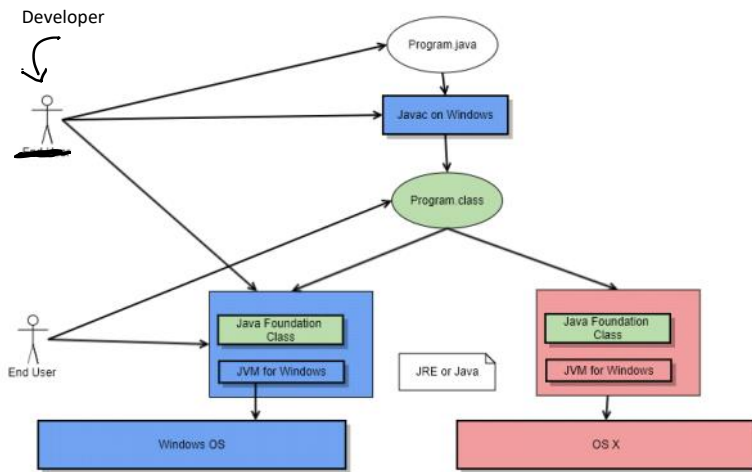 Developer
Program.java
Javac on Windows
Program.class
Java Foundation
Class
JVM for Windows
Windows OS
End User
JRE or Java
Java Foundation
Class
JVM for Windows
OS X